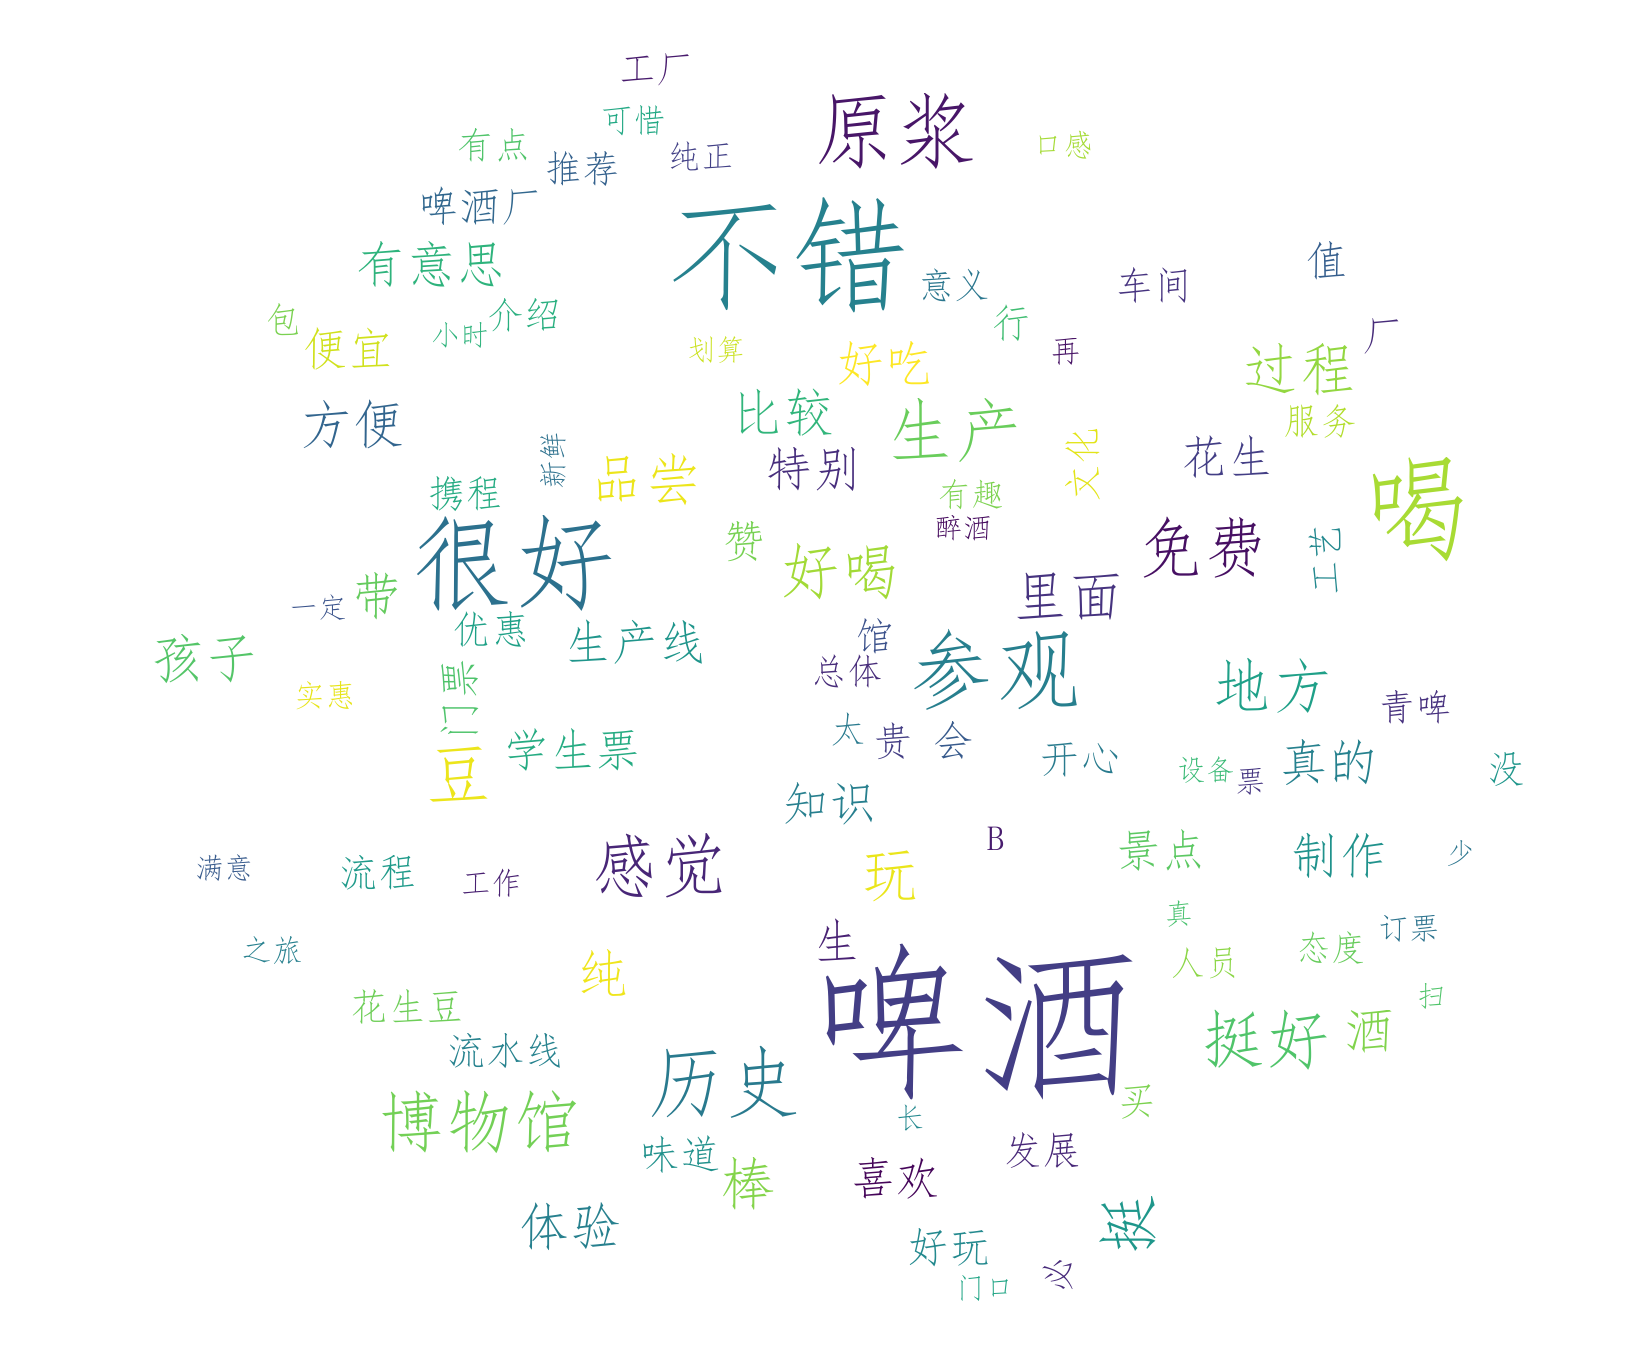 工厂
可惜
原浆
有点
推荐
纯正
口感
啤酒厂
不错
有意思
意义
车间
值
包
便宜
小时
介绍
划算
好吃
行
再
过程
厂
方便
比较
生产
服务
新鲜
品尝
特别
文化
花生
携程
有趣
喝
很好
赞
好喝
醉酒
免费
工艺
一定
带
里面
孩子
优惠
生产线
馆
参观
总体
地方
实惠
门票
豆
学生票
太
贵
会
开心
青啤
设备
票
真的
没
知识
B
满意
流程
工作
感觉
玩
景点
制作
少
真
之旅
纯
生
啤酒
人员
态度
订票
花生豆
扫
流水线
历史
挺好
酒
博物馆
长
买
味道
棒
喜欢
发展
体验
好玩
挺
门口
必